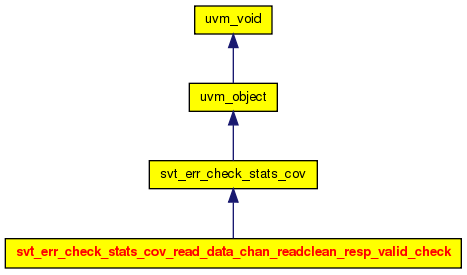 uvm_void
uvm_object
svt_err_check_stats_cov
svt_err_check_stats_cov_read_data_chan_readclean_resp_valid_check